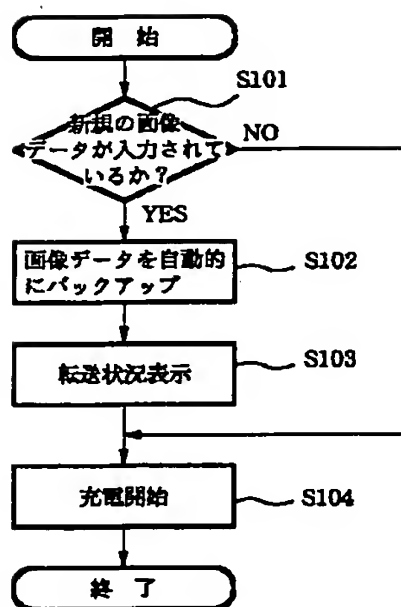 開 始
S101
新規の画像
データが入力されて
いるか？
NO
YES
画像データを自動的
にバックアップ
S102
転送状況表示
S103
充電開始
S104
終 了